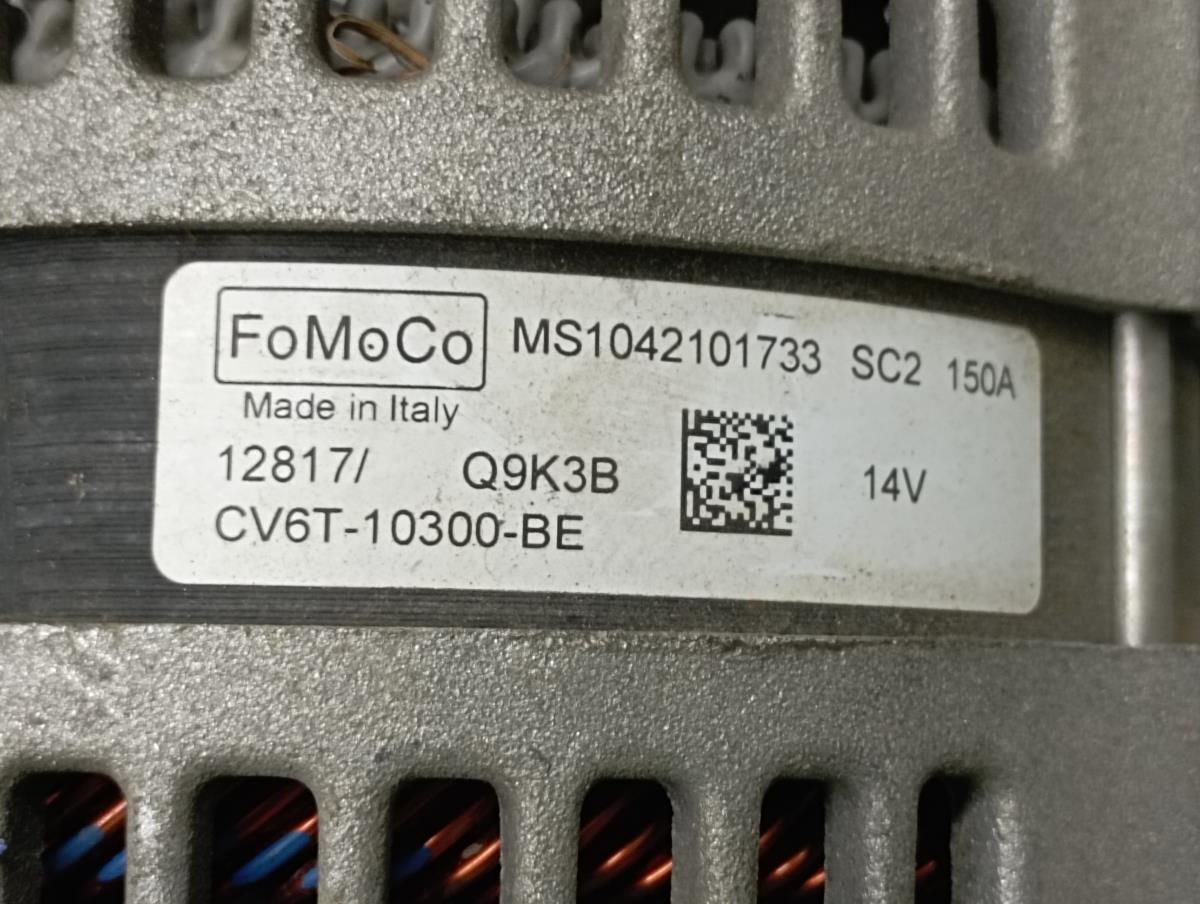 FoMoCo MS1042101733 SC2 150A
Made in Italy
12817/ Q9K3B 14V
CV6T-10300-BE